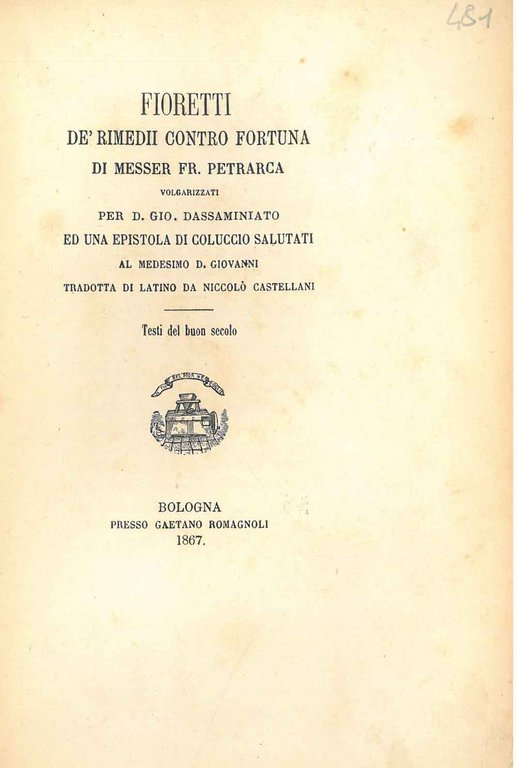 481
FIORETTI
DE' RIMEDII CONTRO FORTUNA
DI MESSER FR. PETRARCA
VOLGARIZZATI
PER D. GIO. DASSAMINIATO
ED UNA EPISTOLA DI COLUCCIO SALUTATI
AL MEDESIMO D. GIOVANNI
TRADOTTA DI LATINO DA NICCOLÒ CASTELLANI
Testi del buon secolo
BOLOGNA
PRESSO GAETANO ROMAGNOLI
1867.